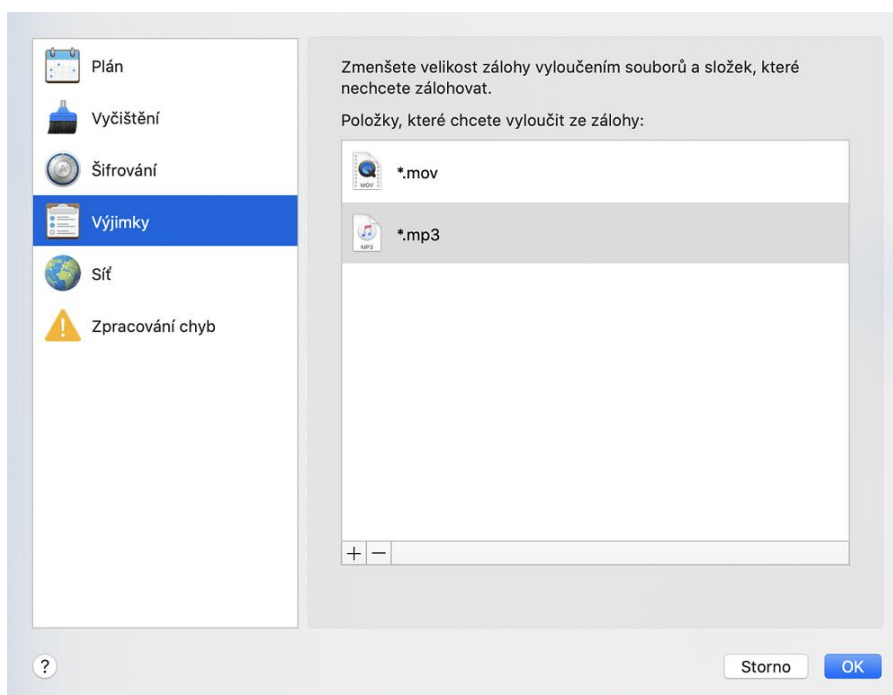 Plán
Vyčištění
Šifrování
Výjimky
Síť
Zpracování chyb
Zmenšete velikost zálohy vyloučením souborů a složek, které
nechcete zálohovat.
Položky, které chcete vyloučit ze zálohy:
MOV
*.mov
MP3
*.mp3
+ −
?
Storno
OK